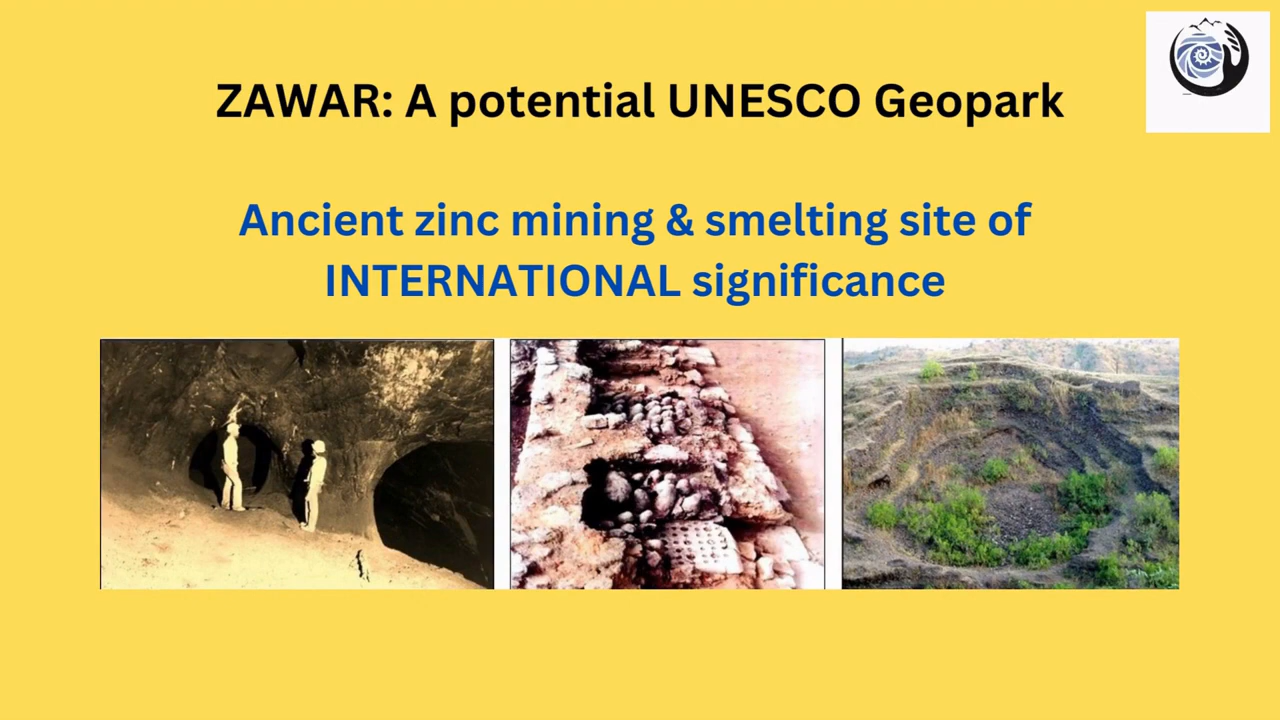 ZAWAR: A potential UNESCO Geopark
Ancient zinc mining & smelting site of
INTERNATIONAL significance